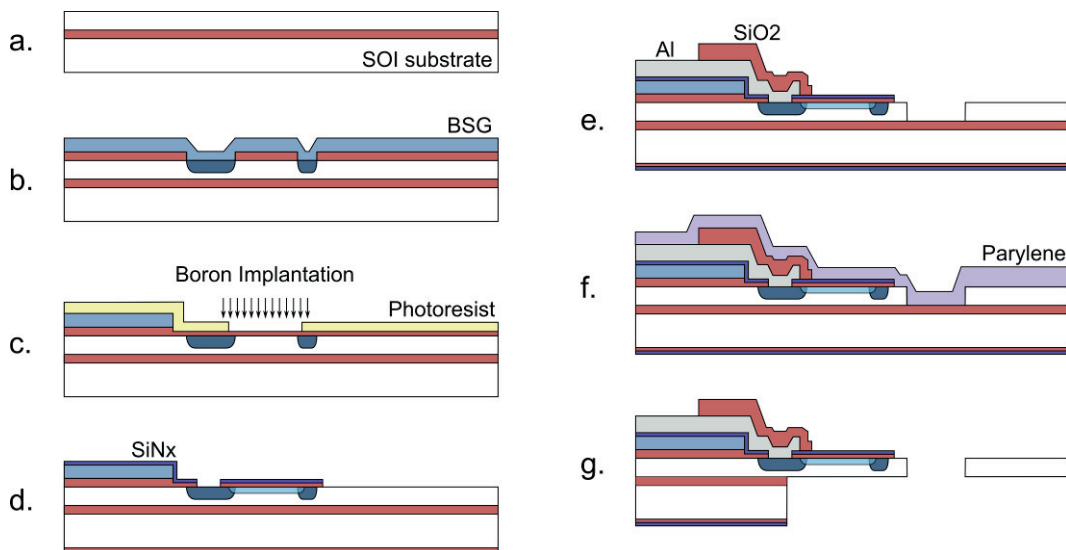 a.
SOI substrate
BSG
b.
Boron Implantation
Photoresist
c.
SiNx
d.
SiO2
Al
e.
Parylene
f.
g.